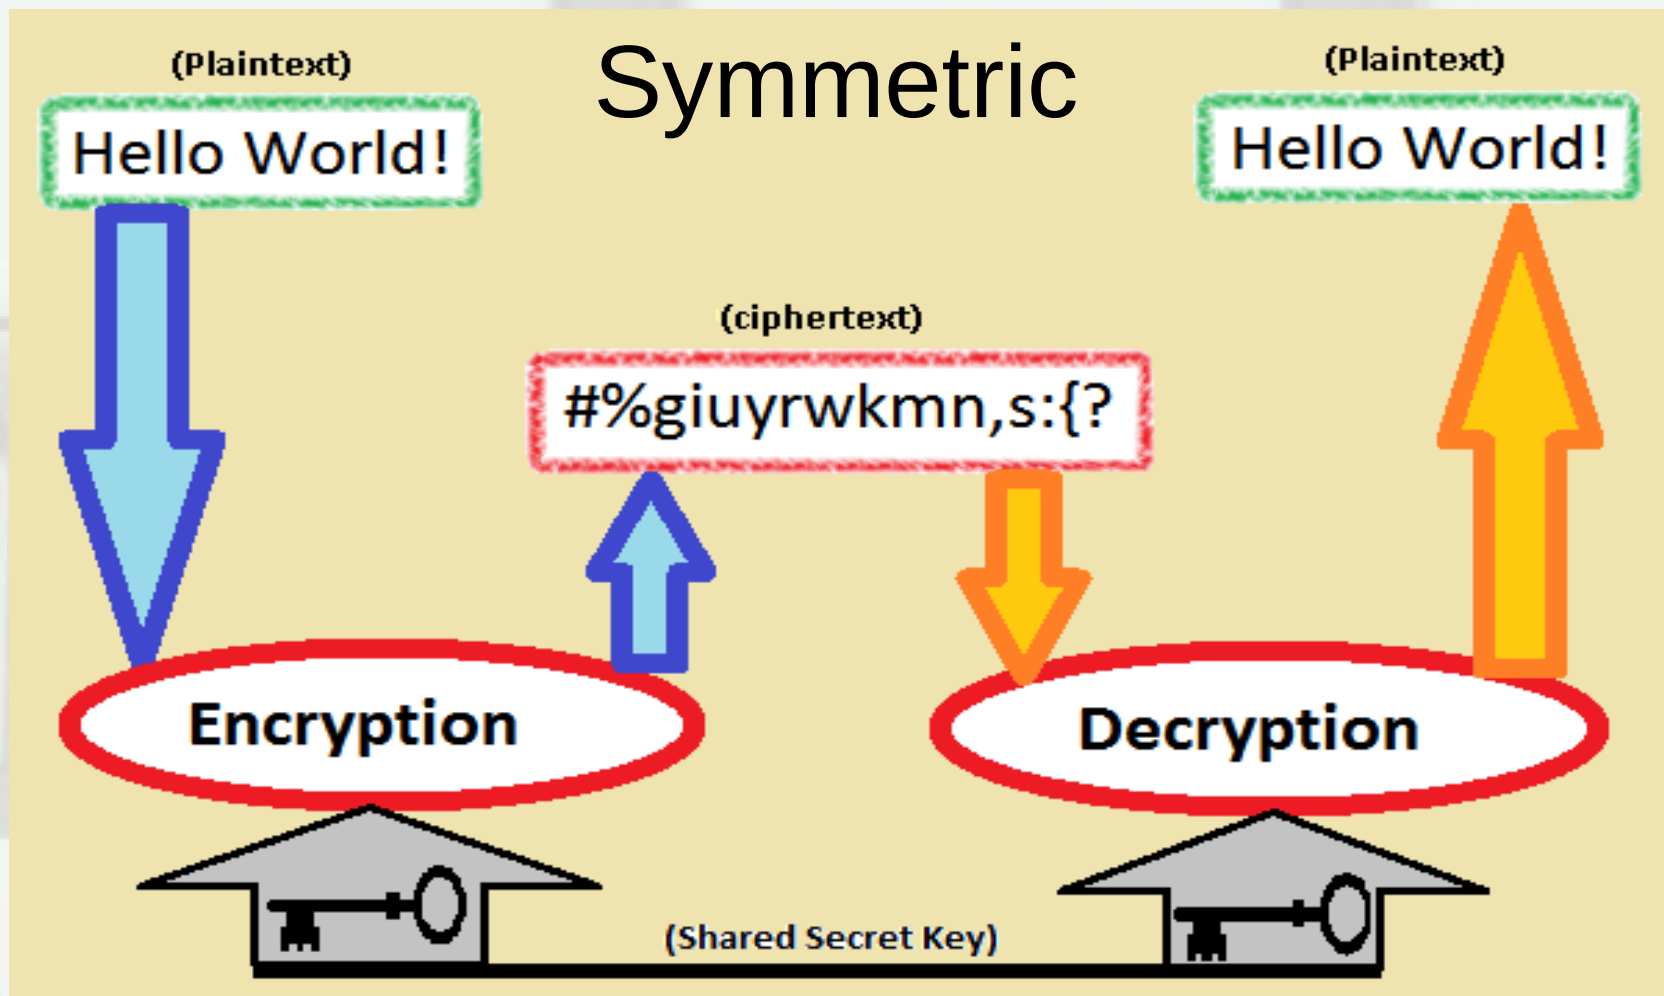 Symmetric
(Plaintext)
Hello World!
(Plaintext)
Hello World!
(ciphertext)
#%giuyrwkmn,s:{?
Encryption
Decryption
(Shared Secret Key)